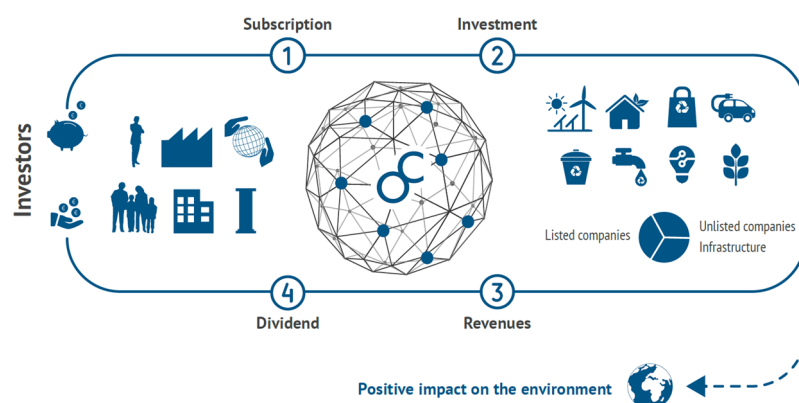 Subscription
Investment
1
2
Investors
OC
Listed companies
Unlisted companies
Infrastructure
4
3
Dividend
Revenues
Positive impact on the environment